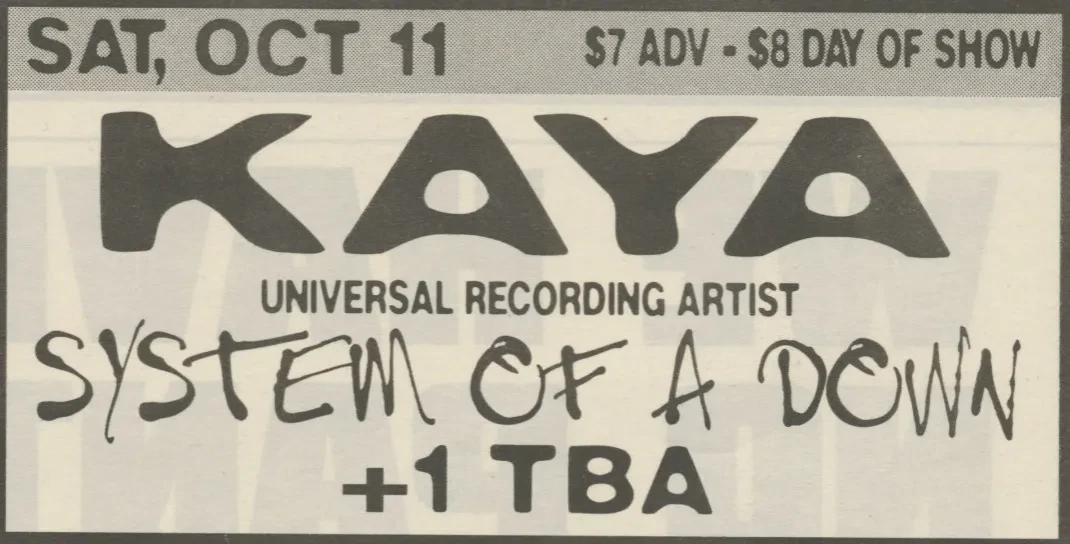 SAT, OCT 11 $7 ADV - $8 DAY OF SHOW
KAYA
UNIVERSAL RECORDING ARTIST
SYSTEM OF A DOWN
+1 TBA